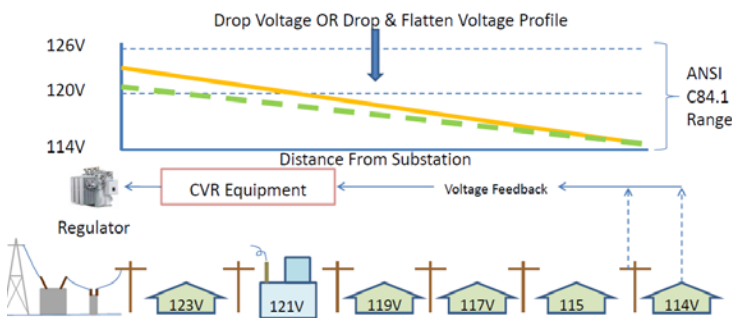 Drop Voltage OR Drop & Flatten Voltage Profile
126V
120V
114V
ANSI
C84.1
Range
Distance From Substation
CVR Equipment
Voltage Feedback
Regulator
123V
121V
119V
117V
115
114V